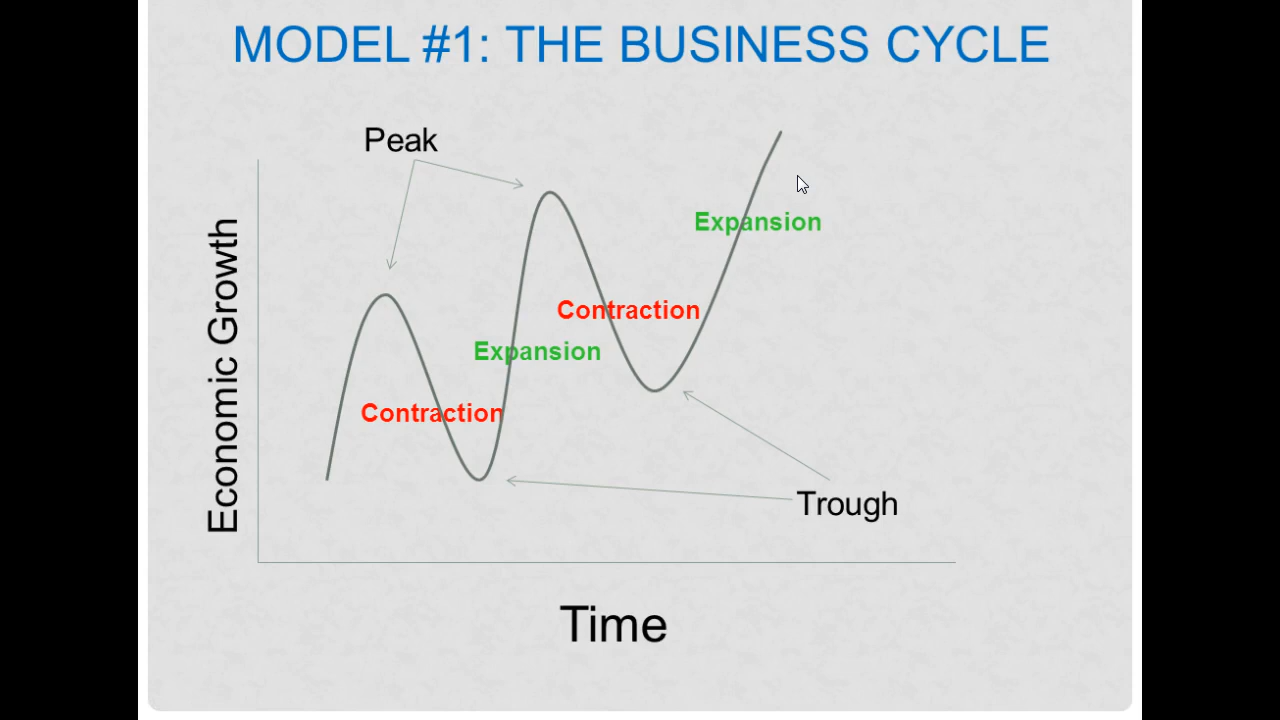 MODEL #1: THE BUSINESS CYCLE
Peak
Expansion
Contraction
Expansion
Contraction
Economic Growth
Trough
Time